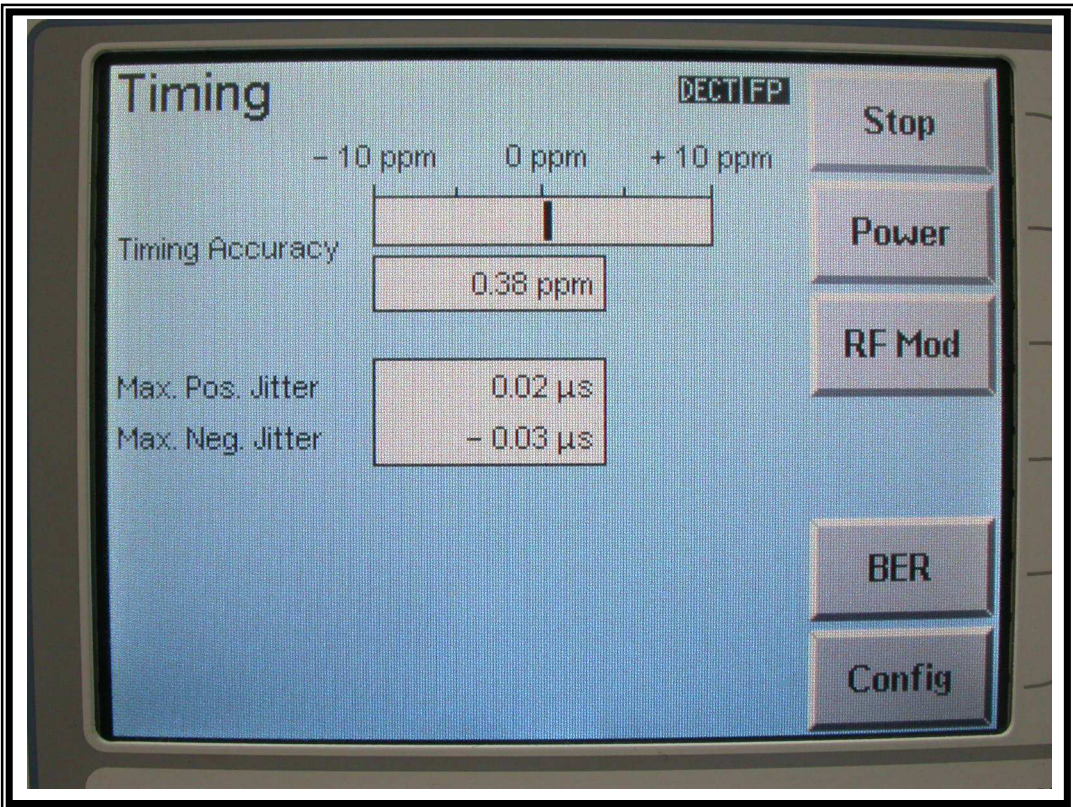 Timing
DECT FP
– 10 ppm 0 ppm + 10 ppm
Timing Accuracy
0.38 ppm
Max. Pos. Jitter 0.02 µs
Max. Neg. Jitter – 0.03 µs
Stop
Power
RF Mod
BER
Config